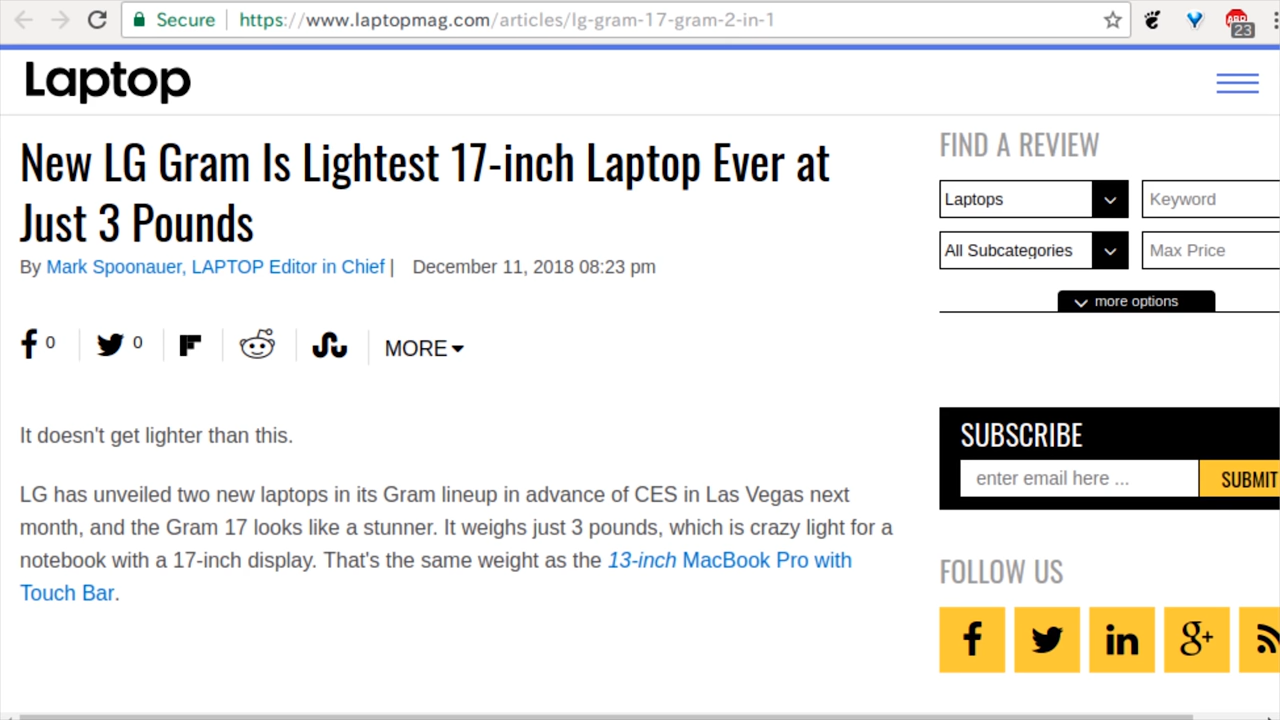 Secure https://www.laptopmag.com/articles/lg-gram-17-gram-2-in-1
23
Laptop
New LG Gram Is Lightest 17-inch Laptop Ever at
Just 3 Pounds
By Mark Spoonauer, LAPTOP Editor in Chief | December 11, 2018 08:23 pm
0 0 MORE
It doesn't get lighter than this.
LG has unveiled two new laptops in its Gram lineup in advance of CES in Las Vegas next
month, and the Gram 17 looks like a stunner. It weighs just 3 pounds, which is crazy light for a
notebook with a 17-inch display. That's the same weight as the 13-inch MacBook Pro with
Touch Bar.
FIND A REVIEW
Laptops Keyword
All Subcategories Max Price
more options
SUBSCRIBE
enter email here ... SUBMIT
FOLLOW US